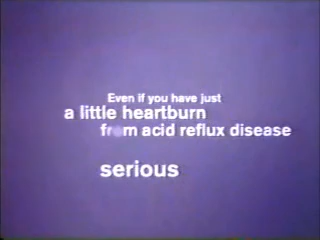 Even if you have just
a little heartburn
from acid reflux disease
serious